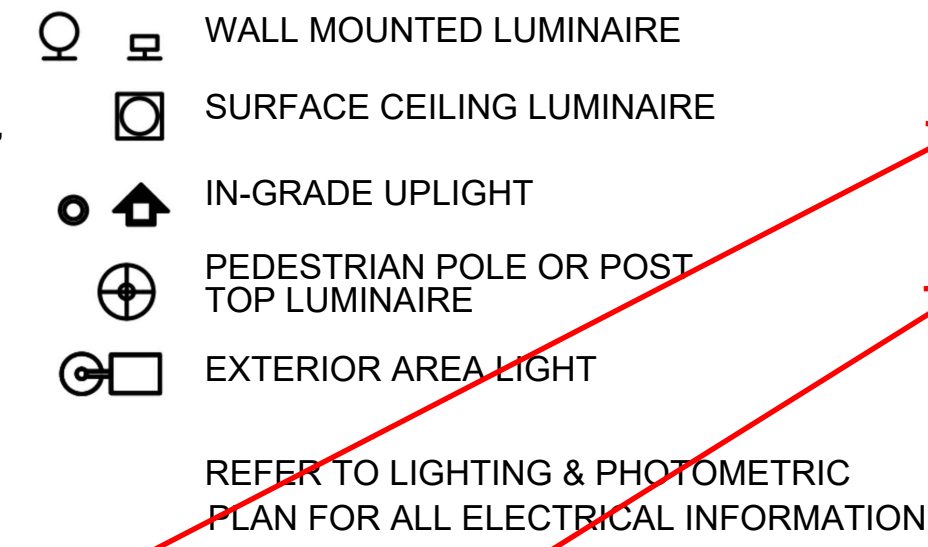 WALL MOUNTED LUMINAIRE
SURFACE CEILING LUMINAIRE
IN-GRADE UPLIGHT
PEDESTRIAN POLE OR POST
TOP LUMINAIRE
EXTERIOR AREA LIGHT
REFER TO LIGHTING & PHOTOMETRIC
PLAN FOR ALL ELECTRICAL INFORMATION